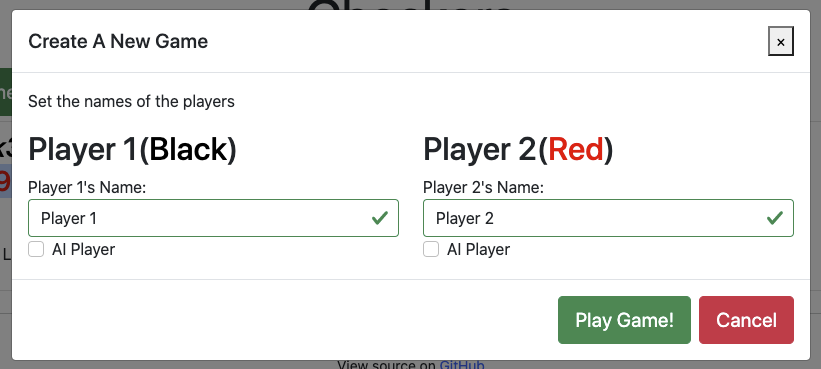 Checkers
Create A New Game
×
Set the names of the players
Player 1(Black)
Player 2(Red)
Player 1's Name:
Player 2's Name:
Player 1
Player 2
AI Player
AI Player
Play Game!
Cancel
View source on GitHub